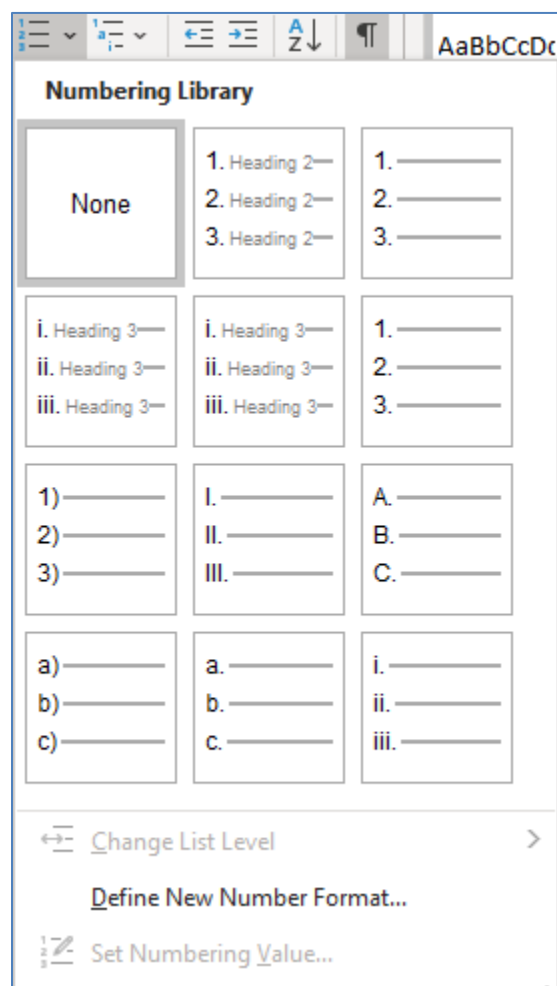 AaBbCcDc
Numbering Library
None
1. Heading 2
2. Heading 2
3. Heading 2
1.
2.
3.
i. Heading 3
ii. Heading 3
iii. Heading 3
i. Heading 3
ii. Heading 3
iii. Heading 3
1.
2.
3.
1)
2)
3)
I.
II.
III.
A.
B.
C.
a)
b)
c)
a.
b.
c.
i.
ii.
iii.
Change List Level
Define New Number Format...
Set Numbering Value...